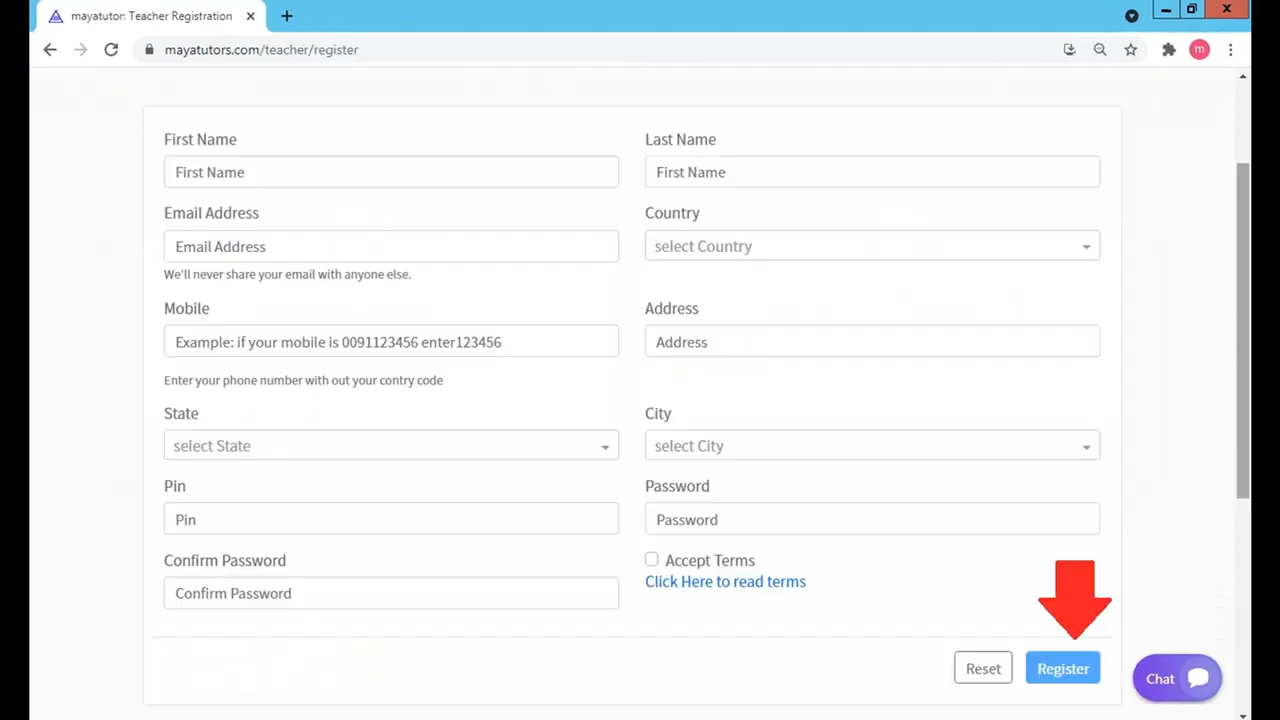 mayatutor: Teacher Registration
mayatutors.com/teacher/register
m
First Name
Last Name
First Name
First Name
Email Address
Country
Email Address
select Country
We'll never share your email with anyone else.
Mobile
Address
Example: if your mobile is 0091123456 enter123456
Address
Enter your phone number with out your contry code
State
City
select State
select City
Pin
Password
Pin
Password
Confirm Password
Accept Terms
Click Here to read terms
Confirm Password
Reset
Register
Chat